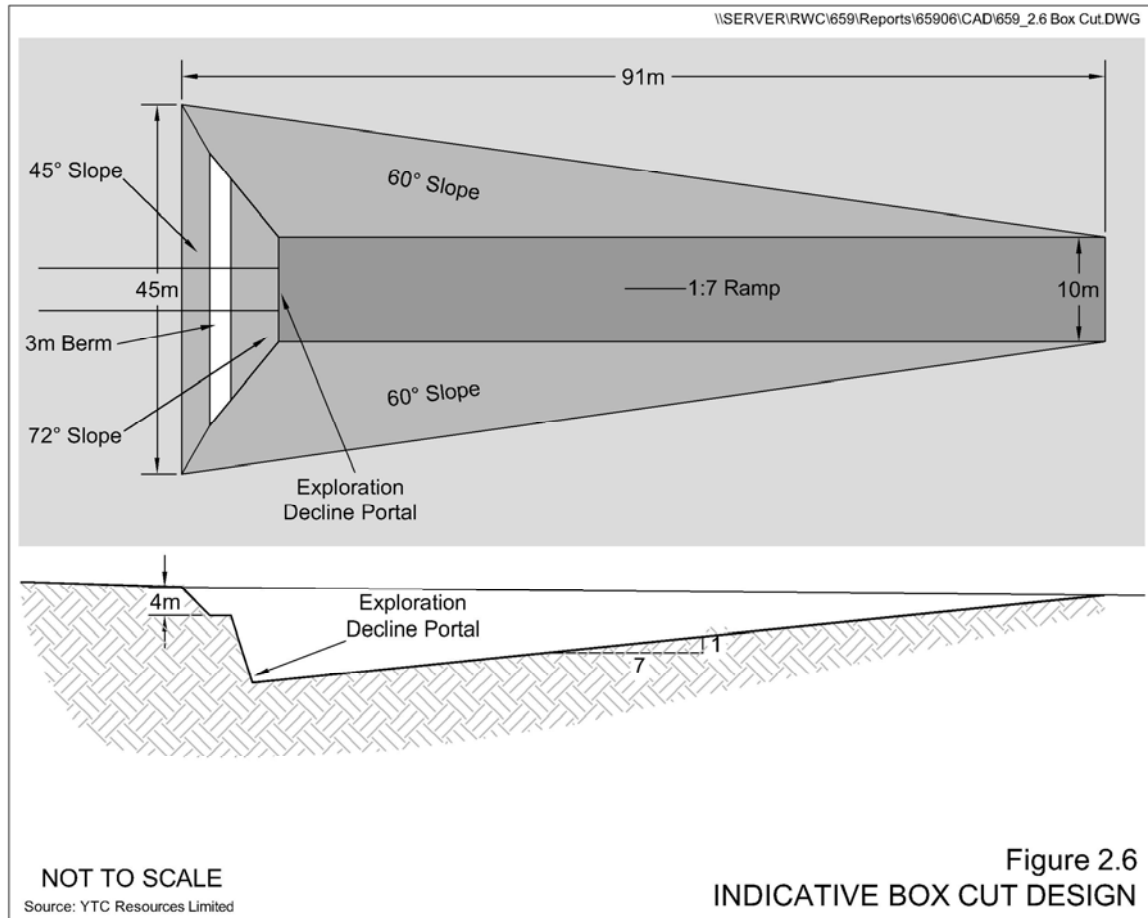 \\SERVER\RWC\659\Reports\65906\CAD\659_2.6 Box Cut.DWG
91m
45° Slope
60° Slope
45m
1:7 Ramp
10m
3m Berm
60° Slope
72° Slope
Exploration
Decline Portal
4m
Exploration
Decline Portal
1
7
NOT TO SCALE
Source: YTC Resources Limited
Figure 2.6
INDICATIVE BOX CUT DESIGN